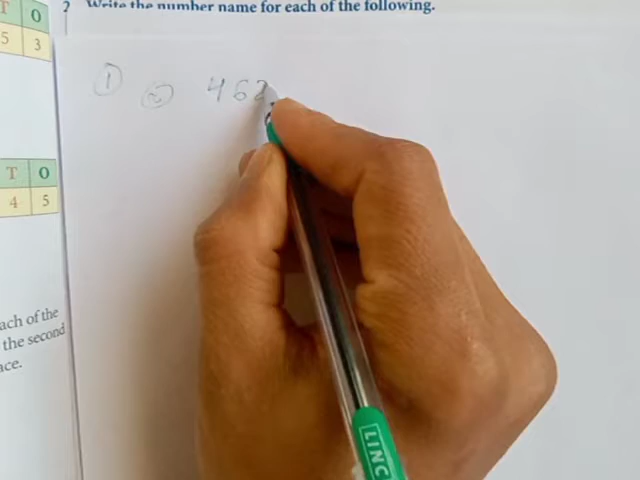 T O
5 3
2 Write the number name for each of the following.
① 462
T O
4 5
ach of the
the second
ace.
LINC